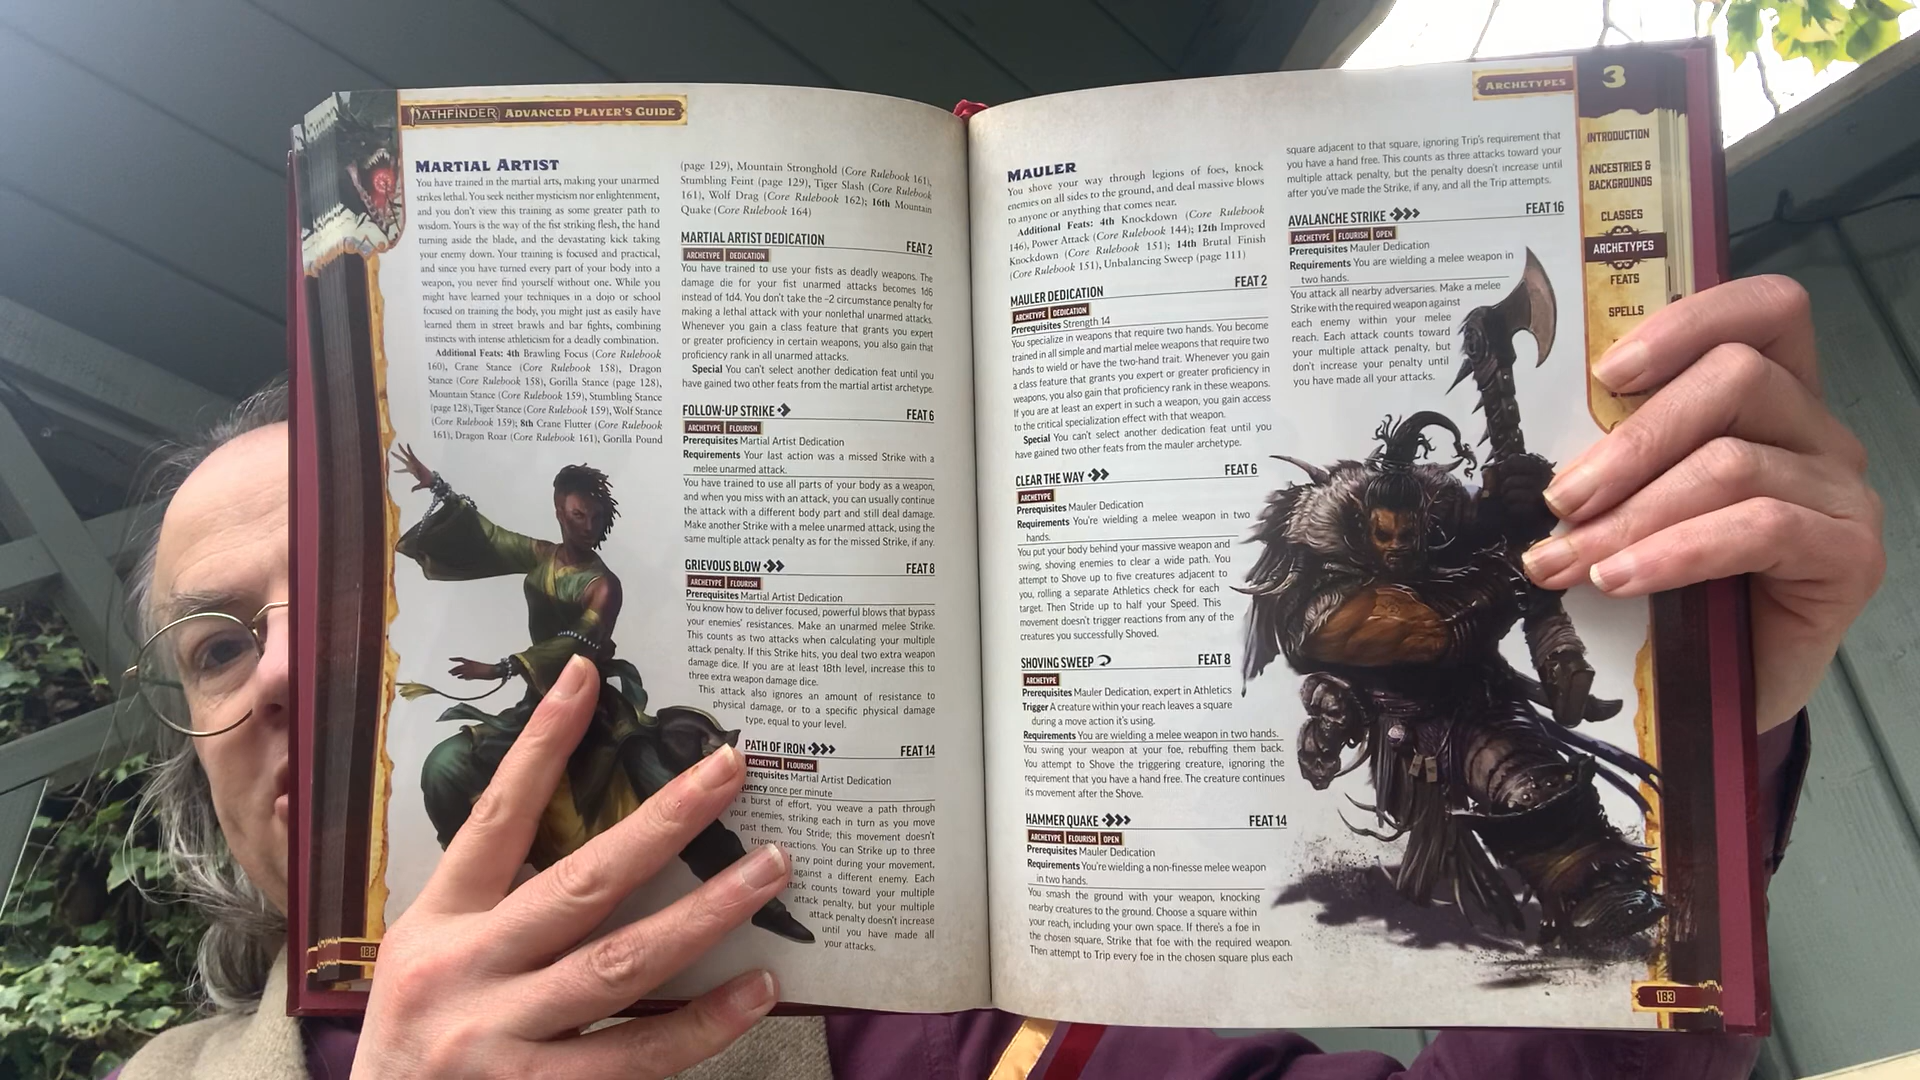 PATHFINDER ADVANCED PLAYER'S GUIDE
MARTIAL ARTIST
You have trained in the martial arts, making your unarmed
strikes lethal. You seek neither mysticism nor enlightenment,
and you don't view this training as some greater path to
wisdom. Yours is the way of the fist striking flesh, the hand
turning aside the blade, and the devastating kick taking
your enemy down. Your training is focused and practical,
and since you have turned every part of your body into a
weapon, you never find yourself without one. While you
might have learned your techniques in a dojo or school
focused on training the body, you might just as easily have
learned them in street brawls and bar fights, combining
instincts with intense athleticism for a deadly combination.
Additional Feats: 4th Brawling Focus (Core Rulebook
160), Crane Stance (Core Rulebook 158), Dragon
Stance (Core Rulebook 158), Gorilla Stance (page 128),
Mountain Stance (Core Rulebook 159), Stumbling Stance
(page 128), Tiger Stance (Core Rulebook 159), Wolf Stance
(Core Rulebook 159); 8th Crane Flutter (Core Rulebook
161), Dragon Roar (Core Rulebook 161), Gorilla Pound
(page 129), Mountain Stronghold (Core Rulebook 161),
Stumbling Feint (page 129), Tiger Slash (Core Rulebook
161), Wolf Drag (Core Rulebook 162); 16th Mountain
Quake (Core Rulebook 164)
MARTIAL ARTIST DEDICATION FEAT 2
ARCHETYPE DEDICATION
You have trained to use your fists as deadly weapons. The
damage die for your fist unarmed attacks becomes 1d6
instead of 1d4. You don't take the –2 circumstance penalty for
making a lethal attack with your nonlethal unarmed attacks.
Whenever you gain a class feature that grants you expert
or greater proficiency in certain weapons, you also gain that
proficiency rank in all unarmed attacks.
Special You can't select another dedication feat until you
have gained two other feats from the martial artist archetype.
FOLLOW-UP STRIKE FEAT 6
ARCHETYPE FLOURISH
Prerequisites Martial Artist Dedication
Requirements Your last action was a missed Strike with a
melee unarmed attack.
You have trained to use all parts of your body as a weapon,
and when you miss with an attack, you can usually continue
the attack with a different body part and still deal damage.
Make another Strike with a melee unarmed attack, using the
same multiple attack penalty as for the missed Strike, if any.
GRIEVOUS BLOW FEAT 8
ARCHETYPE FLOURISH
Prerequisites Martial Artist Dedication
You know how to deliver focused, powerful blows that bypass
your enemies' resistances. Make an unarmed melee Strike.
This counts as two attacks when calculating your multiple
attack penalty. If this Strike hits, you deal two extra weapon
damage dice. If you are at least 18th level, increase this to
three extra weapon damage dice.
This attack also ignores an amount of resistance to
physical damage, or to a specific physical damage
type, equal to your level.
PATH OF IRON FEAT 14
ARCHETYPE FLOURISH
erequisites Martial Artist Dedication
uency once per minute
a burst of effort, you weave a path through
your enemies, striking each in turn as you move
past them. You Stride; this movement doesn't
trigger reactions. You can Strike up to three
t any point during your movement,
against a different enemy. Each
ttack counts toward your multiple
attack penalty, but your multiple
attack penalty doesn't increase
until you have made all
your attacks.
182
ARCHETYPES
3
MAULER
You shove your way through legions of foes, knock
enemies on all sides to the ground, and deal massive blows
to anyone or anything that comes near.
Additional Feats: 4th Knockdown (Core Rulebook
146), Power Attack (Core Rulebook 144); 12th Improved
Knockdown (Core Rulebook 151); 14th Brutal Finish
(Core Rulebook 151), Unbalancing Sweep (page 111)
MAULER DEDICATION FEAT 2
ARCHETYPE DEDICATION
Prerequisites Strength 14
You specialize in weapons that require two hands. You become
trained in all simple and martial melee weapons that require two
hands to wield or have the two-hand trait. Whenever you gain
a class feature that grants you expert or greater proficiency in
weapons, you also gain that proficiency rank in these weapons.
If you are at least an expert in such a weapon, you gain access
to the critical specialization effect with that weapon.
Special You can't select another dedication feat until you
have gained two other feats from the mauler archetype.
CLEAR THE WAY FEAT 6
ARCHETYPE
Prerequisites Mauler Dedication
Requirements You're wielding a melee weapon in two
hands.
You put your body behind your massive weapon and
swing, shoving enemies to clear a wide path. You
attempt to Shove up to five creatures adjacent to
you, rolling a separate Athletics check for each
target. Then Stride up to half your Speed. This
movement doesn't trigger reactions from any of the
creatures you successfully Shoved.
SHOVING SWEEP FEAT 8
ARCHETYPE
Prerequisites Mauler Dedication, expert in Athletics
Trigger A creature within your reach leaves a square
during a move action it's using.
Requirements You are wielding a melee weapon in two hands.
You swing your weapon at your foe, rebuffing them back.
You attempt to Shove the triggering creature, ignoring the
requirement that you have a hand free. The creature continues
its movement after the Shove.
HAMMER QUAKE FEAT 14
ARCHETYPE FLOURISH OPEN
Prerequisites Mauler Dedication
Requirements You're wielding a non-finesse melee weapon
in two hands.
You smash the ground with your weapon, knocking
nearby creatures to the ground. Choose a square within
your reach, including your own space. If there's a foe in
the chosen square, Strike that foe with the required weapon.
Then attempt to Trip every foe in the chosen square plus each
square adjacent to that square, ignoring Trip's requirement that
you have a hand free. This counts as three attacks toward your
multiple attack penalty, but the penalty doesn't increase until
after you've made the Strike, if any, and all the Trip attempts.
AVALANCHE STRIKE FEAT 16
ARCHETYPE FLOURISH OPEN
Prerequisites Mauler Dedication
Requirements You are wielding a melee weapon in
two hands.
You attack all nearby adversaries. Make a melee
Strike with the required weapon against
each enemy within your melee
reach. Each attack counts toward
your multiple attack penalty, but
don't increase your penalty until
you have made all your attacks.
INTRODUCTION
ANCESTRIES &
BACKGROUNDS
CLASSES
ARCHETYPES
FEATS
SPELLS
183